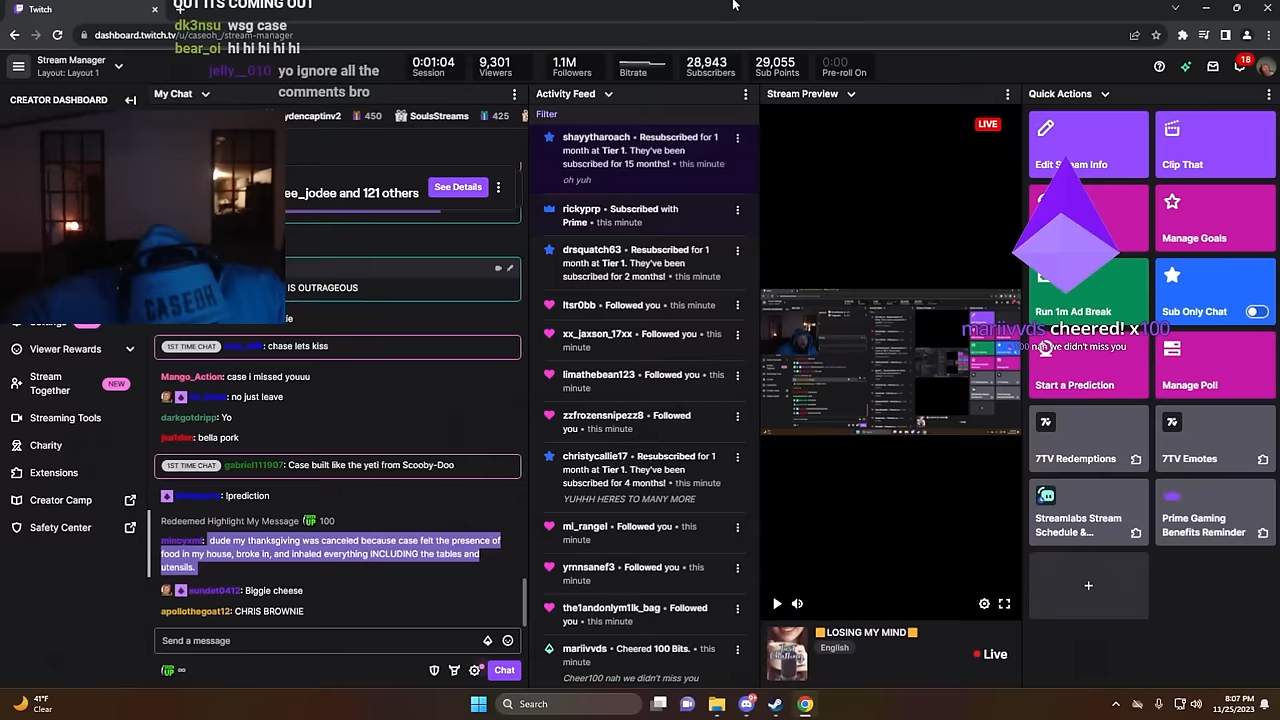 Twitch
QUT ITS COMING OUT
dk3nsu wsg case
bear_oi hi hi hi hi hi
jelly__010 yo ignore all the
comments bro
dashboard.twitch.tv/u/caseoh_/stream-manager
Stream Manager
Layout: Layout 1
0:01:04
Session
9,301
Viewers
1.1M
Followers
Bitrate
28,943
Subscribers
29,055
Sub Points
0:00
Pre-roll On
18
CREATOR DASHBOARD
Viewer Rewards
Stream
Together
NEW
Streaming Tools
Charity
Extensions
Creator Camp
Safety Center
My Chat
ydencaptinv2 450 SoulsStreams 425
ee_jodee and 121 others
See Details
IS OUTRAGEOUS
1ST TIME CHAT : chase lets kiss
Mango_Action: case I missed youuu
: no just leave
darkgotdripp: Yo
: bella pork
1ST TIME CHAT gabriel111907: Case built like the yeti from Scooby-Doo
: !prediction
Redeemed Highlight My Message 100
mincyxml: dude my thanksgiving was canceled because case felt the presence of
food in my house, broke in, and inhaled everything INCLUDING the tables and
utensils.
sundet0412: Biggle cheese
apollothegoat12: CHRIS BROWNIE
Send a message
Chat
Activity Feed
Filter
shayytharoach • Resubscribed for 1
month at Tier 1. They've been
subscribed for 15 months! • this minute
oh yuh
rickyprp • Subscribed with
Prime • this minute
drsquatch63 • Resubscribed for 1
month at Tier 1. They've been
subscribed for 2 months! • this minute
ltsr0bb • Followed you • this minute
xx_jaxson_17xz • Followed you • this
minute
limathebean123 • Followed you • this
minute
zzfrozensnipezz8 • Followed
you • this minute
christycallie17 • Resubscribed for 1
month at Tier 1. They've been
subscribed for 4 months! • this minute
YUHHH HERES TO MANY MORE
mi_rangel • Followed you • this
minute
yrnnsanef3 • Followed you • this
minute
the1andonlym1lk_bag • Followed
you • this minute
mariivvds • Cheered 100 Bits. • this
minute
Cheer100 nah we didn't miss you
Stream Preview
LIVE
LOSING MY MIND
English
Live
Quick Actions
Edit Stream Info
Clip That
Manage Goals
Run 1m Ad Break
Sub Only Chat
mariivvds cheered! x100
100 nah we didn't miss you
Start a Prediction
Manage Poll
7TV Redemptions
7TV Emotes
Streamlabs Stream
Schedule &...
Prime Gaming
Benefits Reminder
41°F
Clear
Search
8:07 PM
11/25/2023